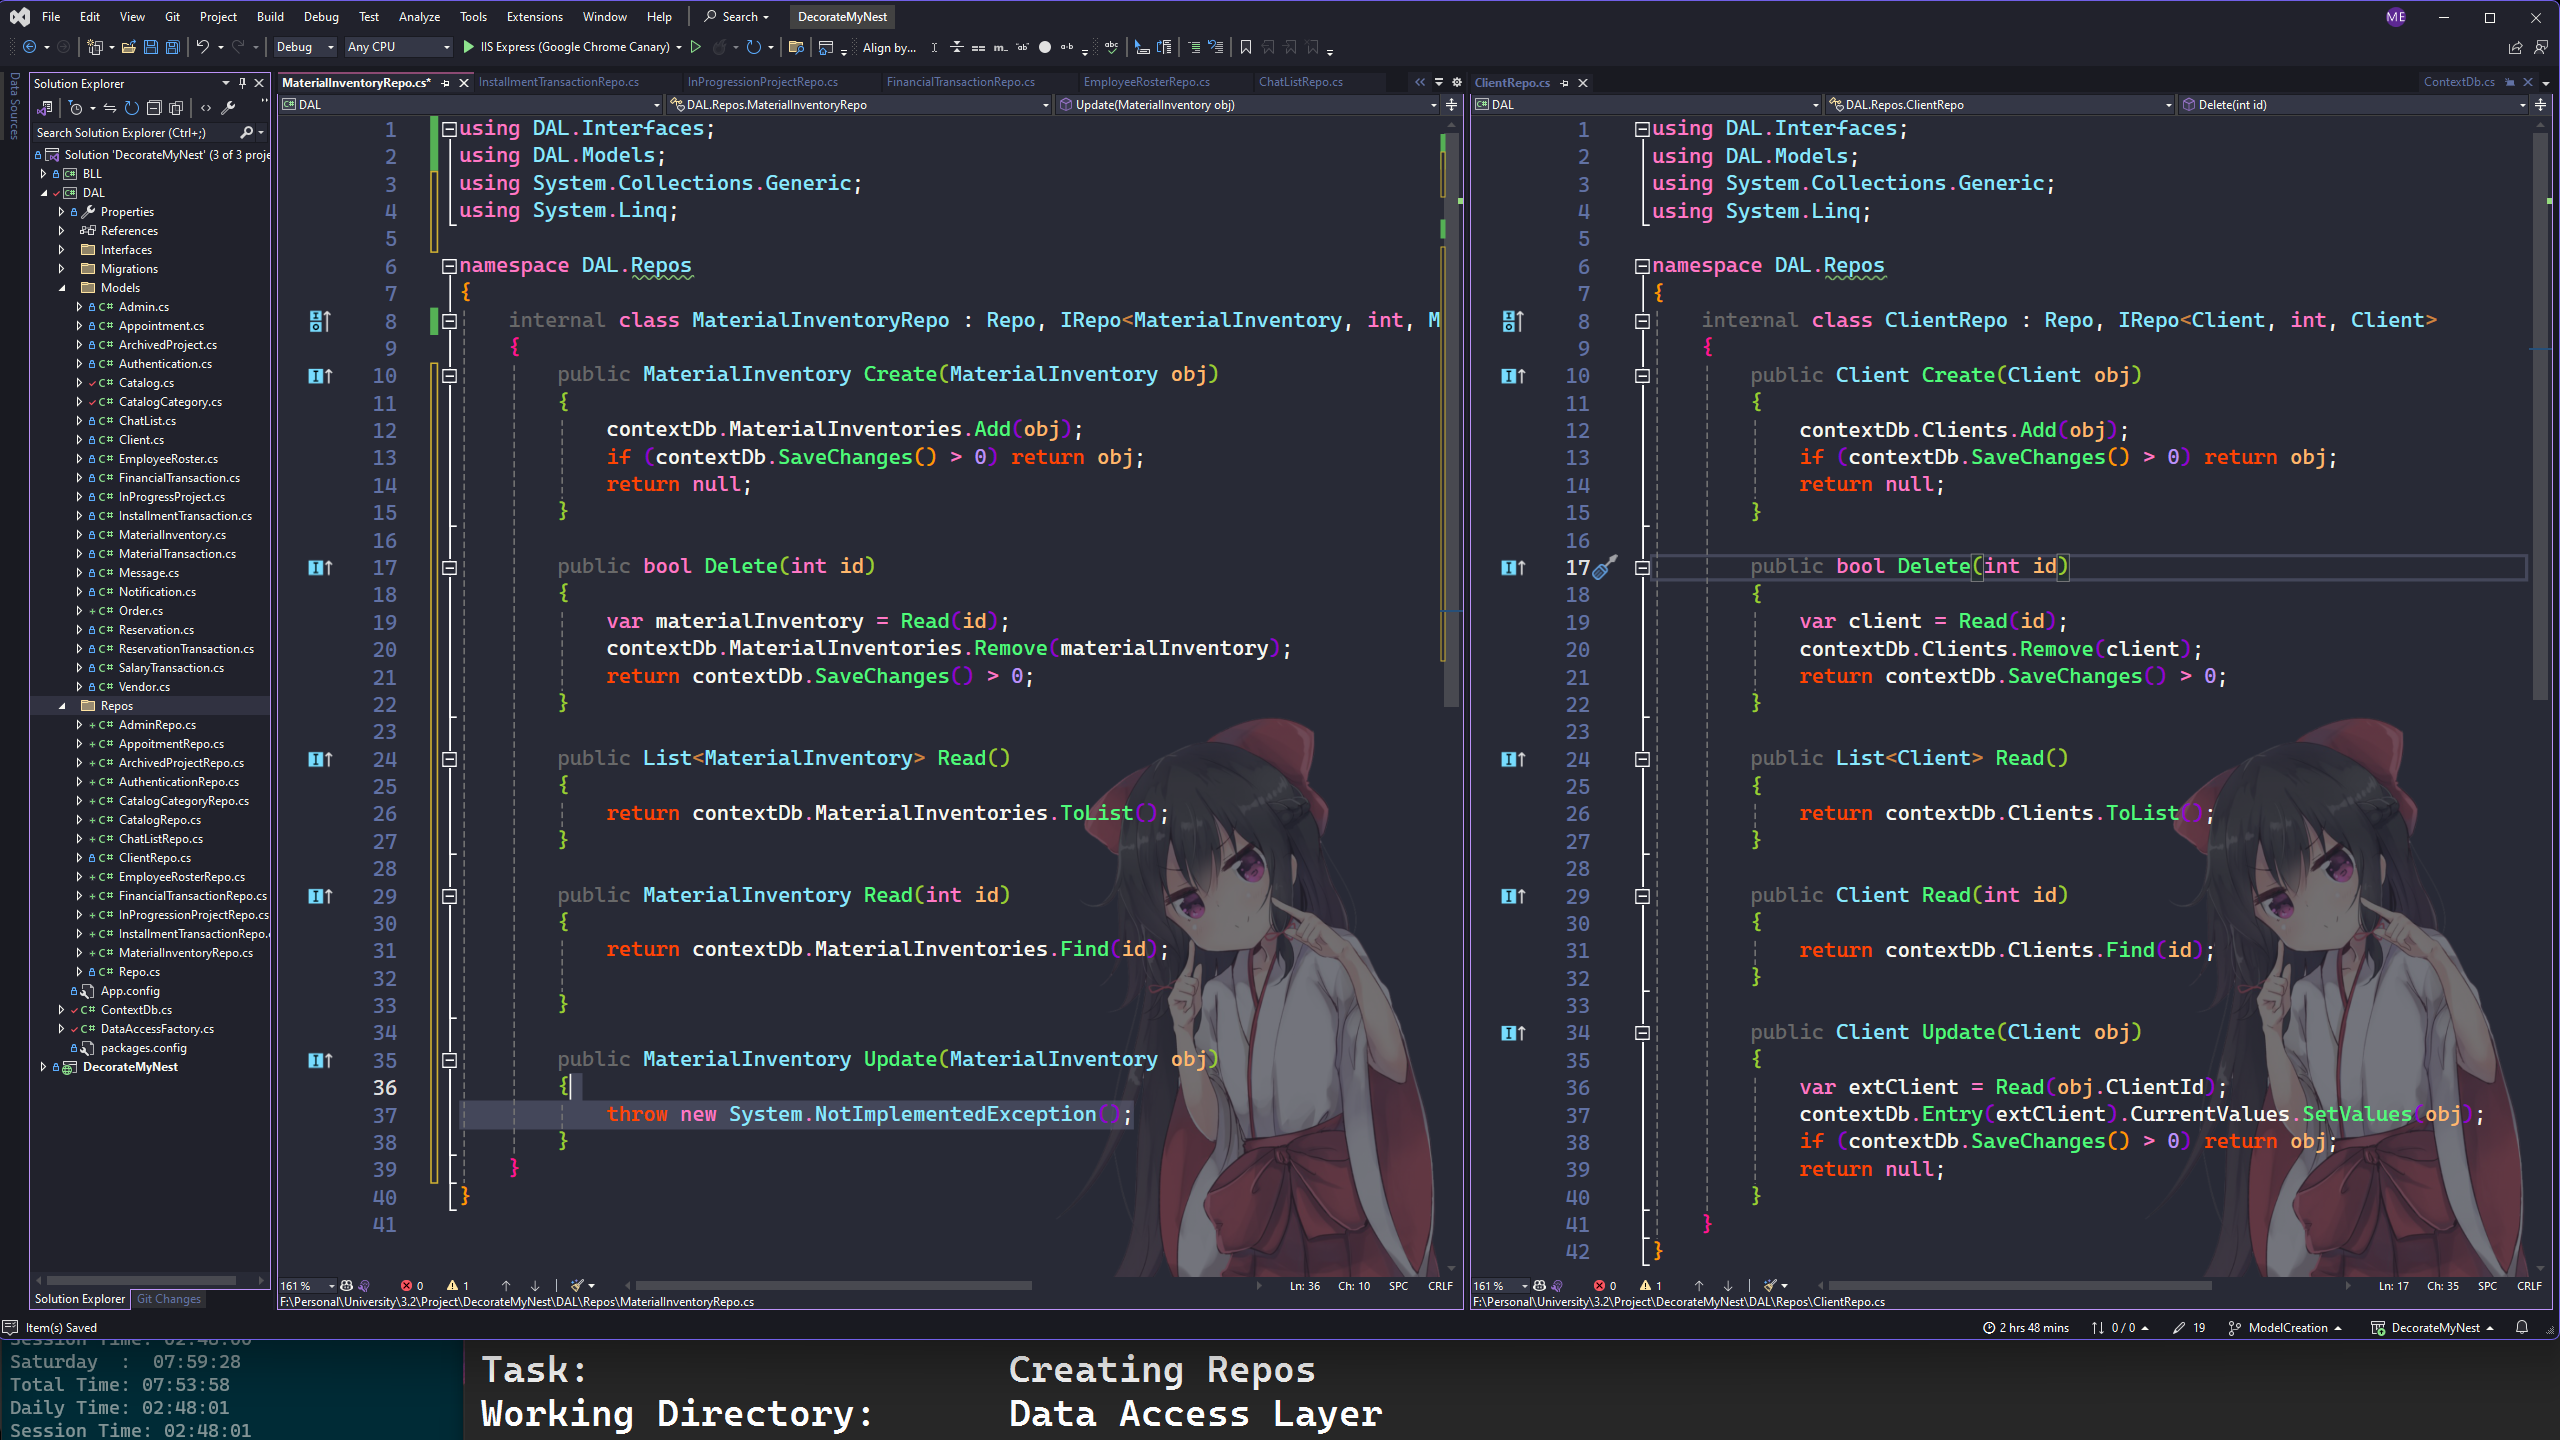 File Edit View Git Project Build Debug Test Analyze Tools Extensions Window Help Search DecorateMyNest ME
Debug Any CPU IIS Express (Google Chrome Canary) Align by...
Data Sources
Solution Explorer
Search Solution Explorer (Ctrl+;)
Solution 'DecorateMyNest' (3 of 3 proje
BLL
DAL
Properties
References
Interfaces
Migrations
Models
Admin.cs
Appointment.cs
ArchivedProject.cs
Authentication.cs
Catalog.cs
CatalogCategory.cs
ChatList.cs
Client.cs
EmployeeRoster.cs
FinancialTransaction.cs
InProgressProject.cs
InstallmentTransaction.cs
MaterialInventory.cs
MaterialTransaction.cs
Message.cs
Notification.cs
Order.cs
Reservation.cs
ReservationTransaction.cs
SalaryTransaction.cs
Vendor.cs
Repos
AdminRepo.cs
AppoitmentRepo.cs
ArchivedProjectRepo.cs
AuthenticationRepo.cs
CatalogCategoryRepo.cs
CatalogRepo.cs
ChatListRepo.cs
ClientRepo.cs
EmployeeRosterRepo.cs
FinancialTransactionRepo.cs
InProgressionProjectRepo.cs
InstallmentTransactionRepo.
MaterialInventoryRepo.cs
Repo.cs
App.config
ContextDb.cs
DataAccessFactory.cs
packages.config
DecorateMyNest
Solution Explorer Git Changes
MaterialInventoryRepo.cs* InstallmentTransactionRepo.cs InProgressionProjectRepo.cs FinancialTransactionRepo.cs EmployeeRosterRepo.cs ChatListRepo.cs
DAL DAL.Repos.MaterialInventoryRepo Update(MaterialInventory obj)
1 using DAL.Interfaces;
2 using DAL.Models;
3 using System.Collections.Generic;
4 using System.Linq;
5
6 namespace DAL.Repos
7 {
8 internal class MaterialInventoryRepo : Repo, IRepo<MaterialInventory, int, M
9 {
10 public MaterialInventory Create(MaterialInventory obj)
11 {
12 contextDb.MaterialInventories.Add(obj);
13 if (contextDb.SaveChanges() > 0) return obj;
14 return null;
15 }
16
17 public bool Delete(int id)
18 {
19 var materialInventory = Read(id);
20 contextDb.MaterialInventories.Remove(materialInventory);
21 return contextDb.SaveChanges() > 0;
22 }
23
24 public List<MaterialInventory> Read()
25 {
26 return contextDb.MaterialInventories.ToList();
27 }
28
29 public MaterialInventory Read(int id)
30 {
31 return contextDb.MaterialInventories.Find(id);
32
33 }
34
35 public MaterialInventory Update(MaterialInventory obj)
36 {
37 throw new System.NotImplementedException();
38 }
39 }
40 }
41
161 % 0 1 Ln: 36 Ch: 10 SPC CRLF
F:\Personal\University\3.2\Project\DecorateMyNest\DAL\Repos\MaterialInventoryRepo.cs
ClientRepo.cs ContextDb.cs
DAL DAL.Repos.ClientRepo Delete(int id)
1 using DAL.Interfaces;
2 using DAL.Models;
3 using System.Collections.Generic;
4 using System.Linq;
5
6 namespace DAL.Repos
7 {
8 internal class ClientRepo : Repo, IRepo<Client, int, Client>
9 {
10 public Client Create(Client obj)
11 {
12 contextDb.Clients.Add(obj);
13 if (contextDb.SaveChanges() > 0) return obj;
14 return null;
15 }
16
17 public bool Delete(int id)
18 {
19 var client = Read(id);
20 contextDb.Clients.Remove(client);
21 return contextDb.SaveChanges() > 0;
22 }
23
24 public List<Client> Read()
25 {
26 return contextDb.Clients.ToList();
27 }
28
29 public Client Read(int id)
30 {
31 return contextDb.Clients.Find(id);
32 }
33
34 public Client Update(Client obj)
35 {
36 var extClient = Read(obj.ClientId);
37 contextDb.Entry(extClient).CurrentValues.SetValues(obj);
38 if (contextDb.SaveChanges() > 0) return obj;
39 return null;
40 }
41 }
42 }
161 % 0 1 Ln: 17 Ch: 35 SPC CRLF
F:\Personal\University\3.2\Project\DecorateMyNest\DAL\Repos\ClientRepo.cs
Item(s) Saved 2 hrs 48 mins 0 / 0 19 ModelCreation DecorateMyNest
Session Time: 02:48:00
Saturday : 07:59:28
Total Time: 07:53:58
Daily Time: 02:48:01
Session Time: 02:48:01
Task: Creating Repos
Working Directory: Data Access Layer